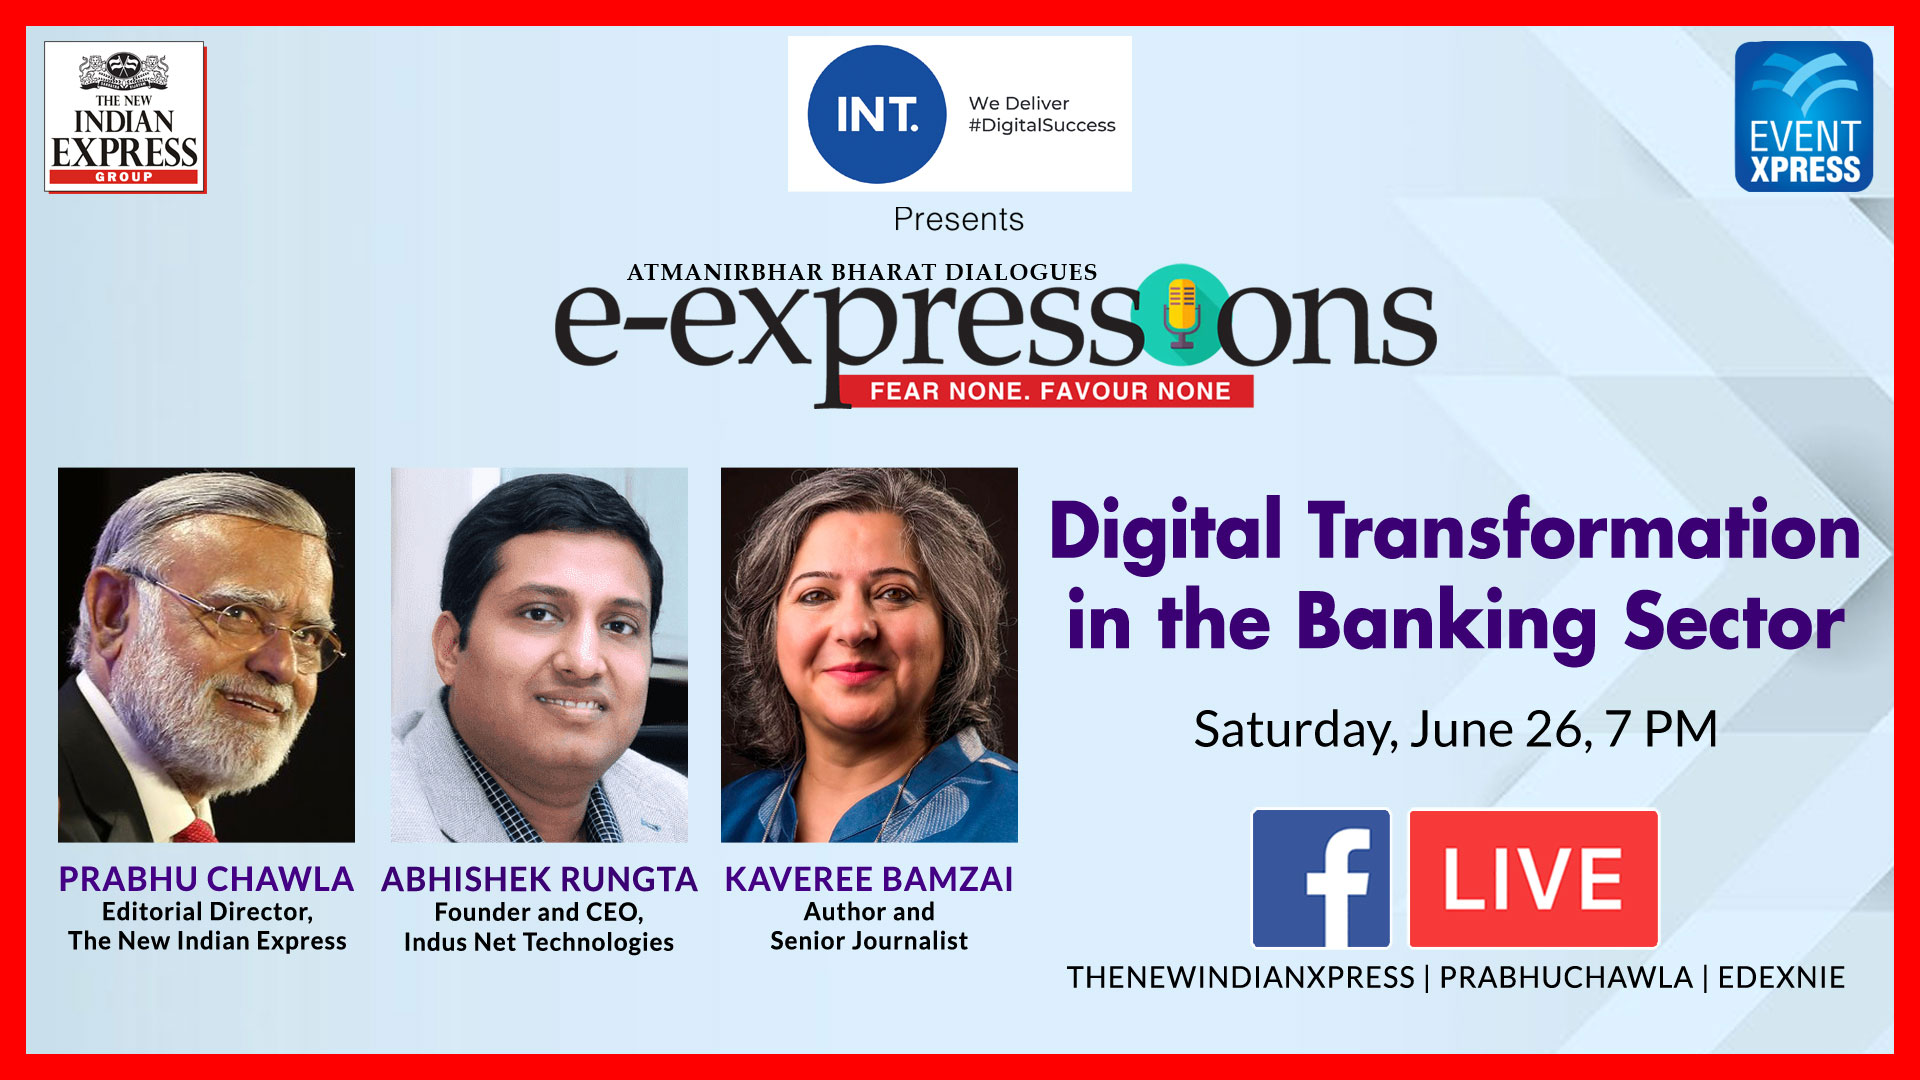 THE NEW
INDIAN
EXPRESS
GROUP
INT.
We Deliver
#DigitalSuccess
EVENT
XPRESS
Presents
ATMANIRBHAR BHARAT DIALOGUES
e-expressions
FEAR NONE. FAVOUR NONE
Digital Transformation
in the Banking Sector
Saturday, June 26, 7 PM
PRABHU CHAWLA
Editorial Director,
The New Indian Express
ABHISHEK RUNGTA
Founder and CEO,
Indus Net Technologies
KAVEREE BAMZAI
Author and
Senior Journalist
f LIVE
THENEWINDIANXPRESS | PRABHUCHAWLA | EDEXNIE